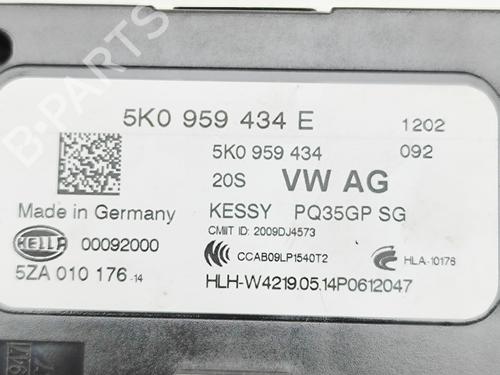 5K0 959 434 E 1202
5K0 959 434 092
20S VW AG
Made in Germany KESSY PQ35GP SG
CMIIT ID: 2009DJ4573
HELLA 00092000 CCAB09LP1540T2 HLA-10176
5ZA 010 176-14 HLH-W4219.05.14P0612047
B-PARTS